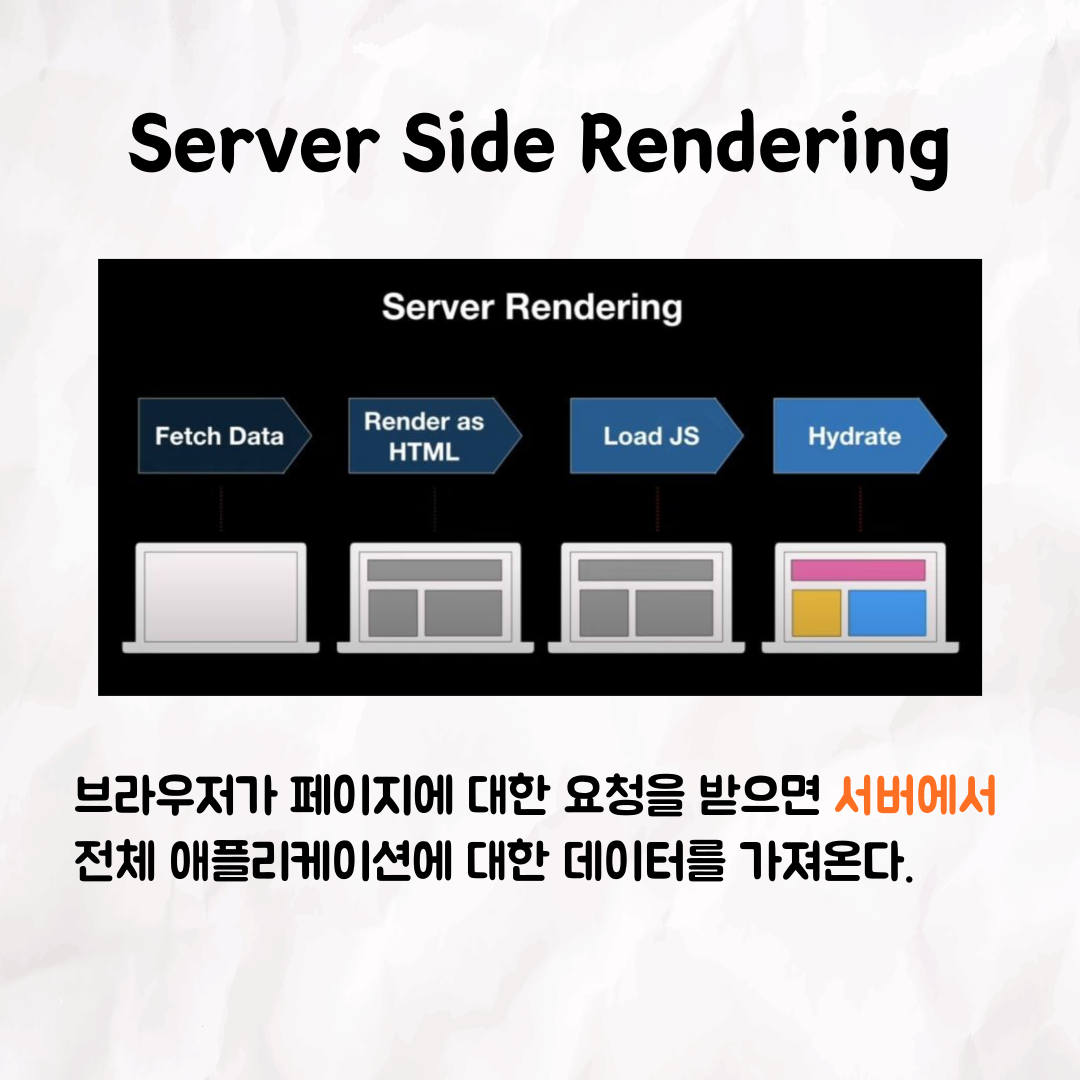 Server Side Rendering
Server Rendering
Fetch Data
Render as
HTML
Load JS
Hydrate
브라우저가 페이지에 대한 요청을 받으면 서버에서
전체 애플리케이션에 대한 데이터를 가져온다.